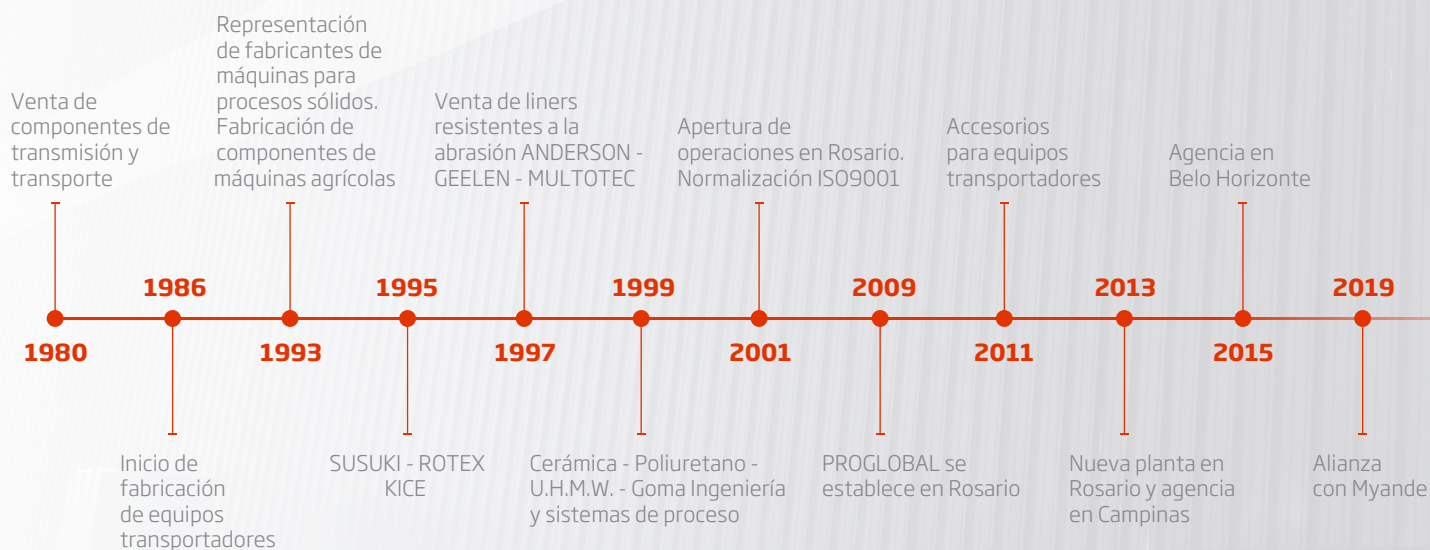 Venta de
componentes de
transmisión y
transporte
1980
1986
Inicio de
fabricación
de equipos
transportadores
Representación
de fabricantes de
máquinas para
procesos sólidos.
Fabricación de
componentes de
máquinas agrícolas
1993
1995
SUSUKI - ROTEX
KICE
Venta de liners
resistentes a la
abrasión ANDERSON -
GEELEN - MULTOTEC
1997
1999
Cerámica - Poliuretano -
U.H.M.W. - Goma Ingeniería
y sistemas de proceso
Apertura de
operaciones en Rosario.
Normalización ISO9001
2001
2009
PROGLOBAL se
establece en Rosario
Accesorios
para equipos
transportadores
2011
2013
Nueva planta en
Rosario y agencia
en Campinas
Agencia en
Belo Horizonte
2015
2019
Alianza
con Myande